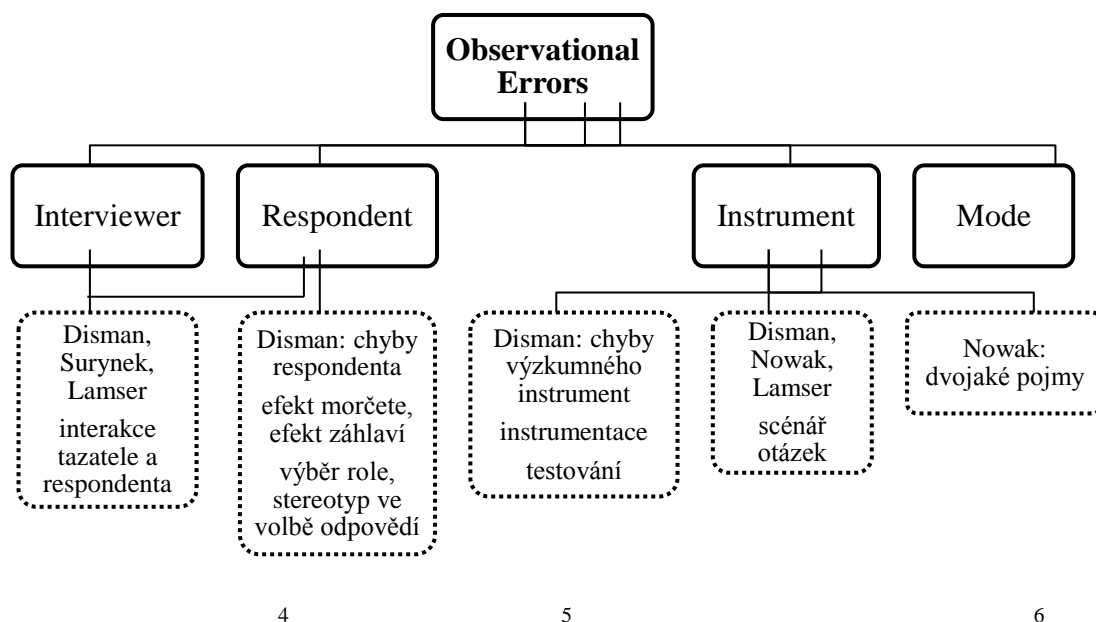 Observational
Errors
Interviewer
Respondent
Instrument
Mode
Disman,
Surynek,
Lamser
interakce
tazatele a
respondenta
Disman: chyby
respondenta
efekt morčete,
efekt záhlaví
výběr role,
stereotyp ve
volbě odpovědí
Disman: chyby
výzkumného
instrument
instrumentace
testování
Disman,
Nowak,
Lamser
scénář
otázek
Nowak:
dvojaké pojmy
4
5
6